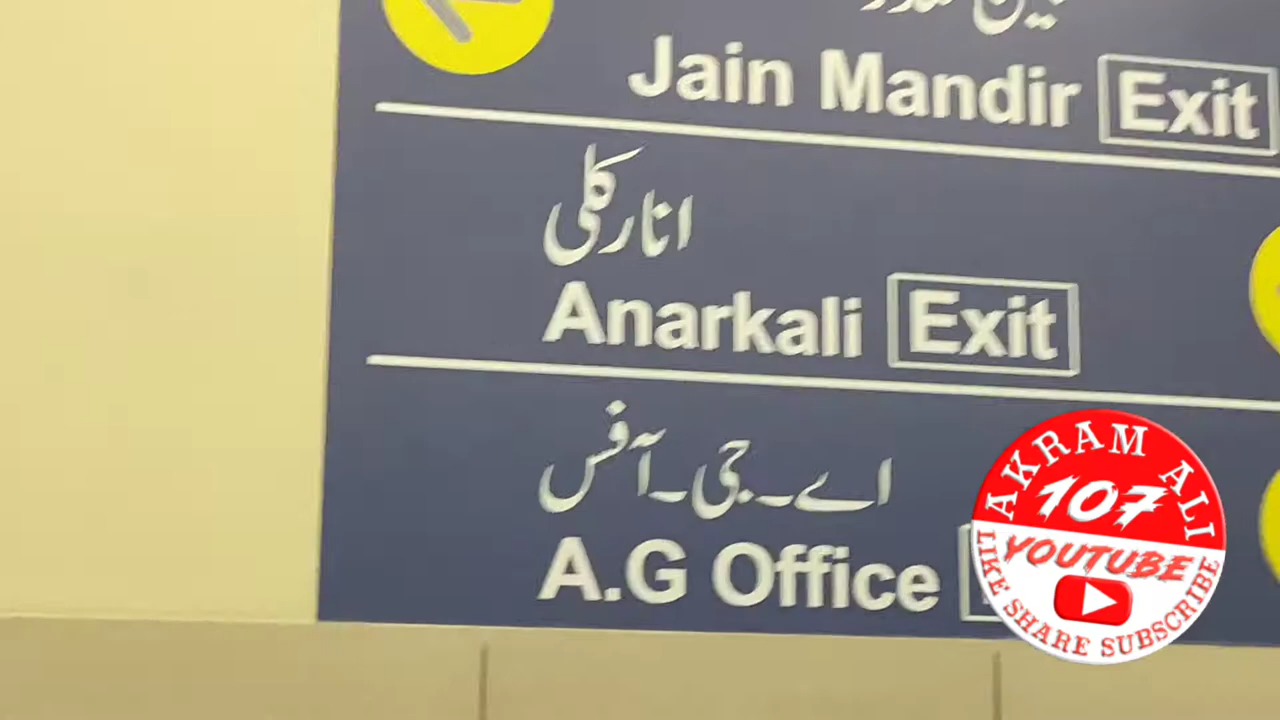 Jain Mandir Exit
انارکلی
Anarkali Exit
اے۔جی۔آفس
A.G Office
AKRAM ALI
107
YOUTUBE
LIKE SHARE SUBSCRIBE